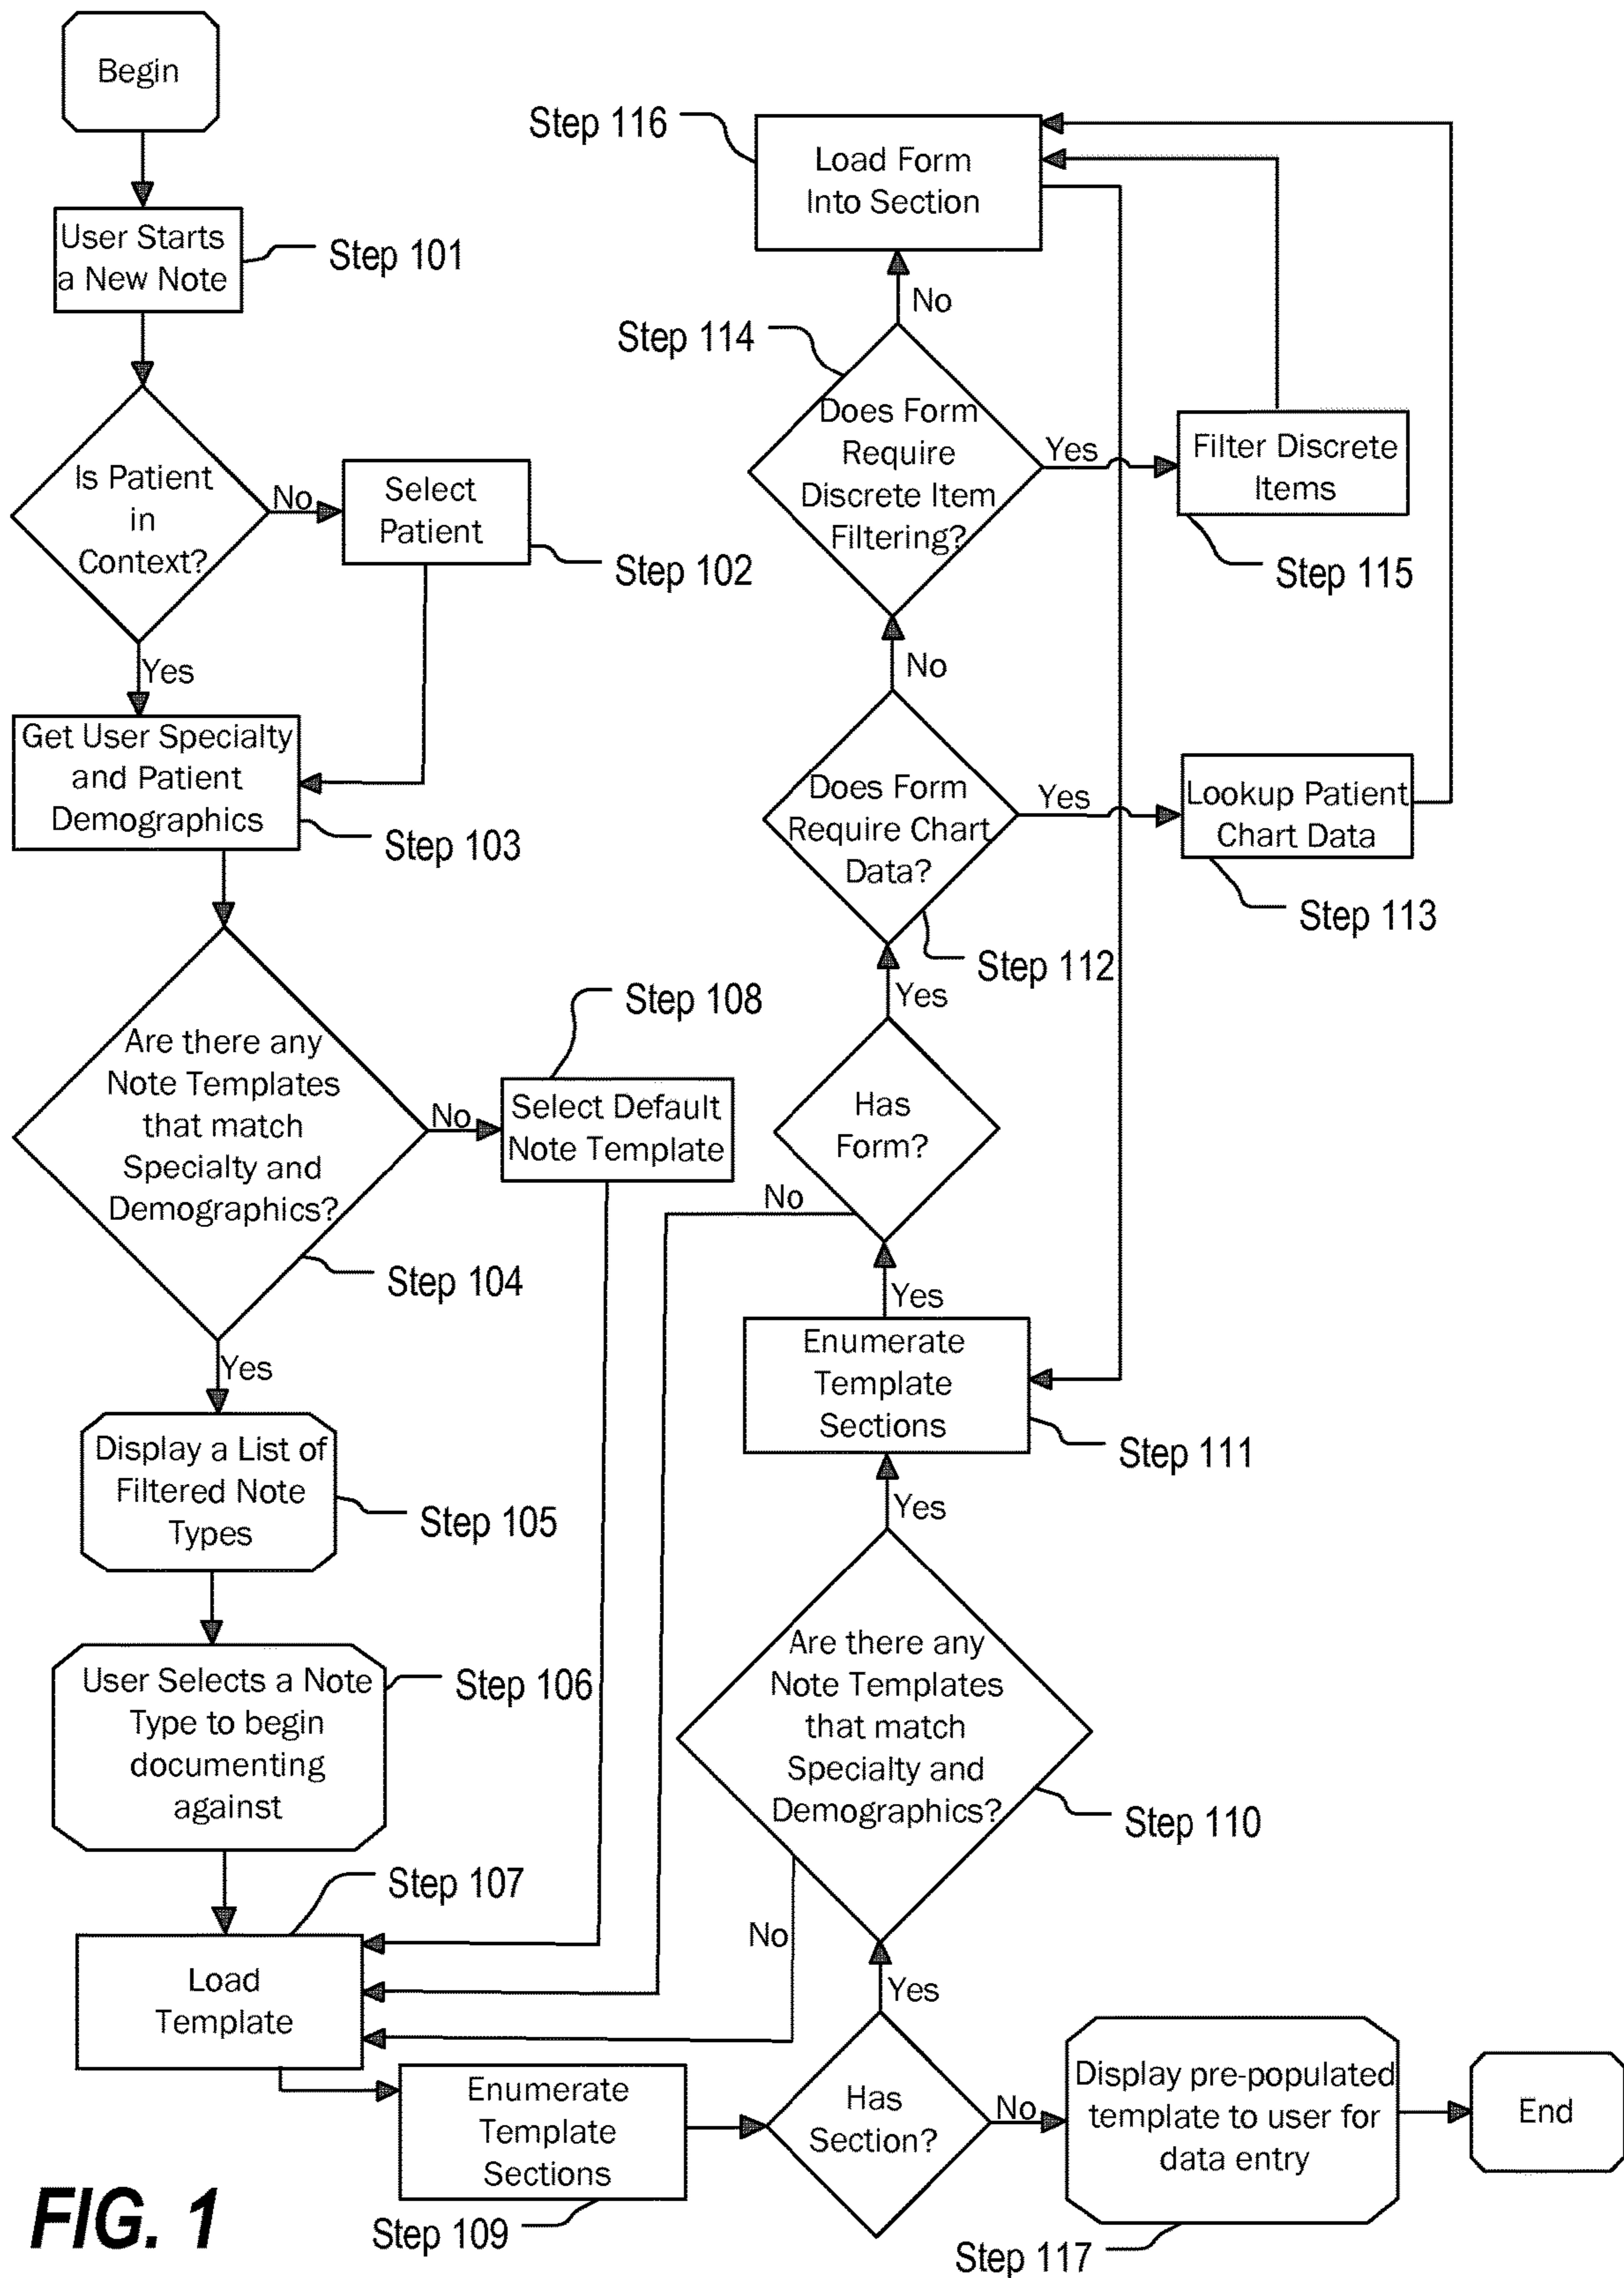 Begin
User Starts
a New Note
Step 101
Is Patient
in
Context?
No
Select
Patient
Step 102
Yes
Get User Specialty
and Patient
Demographics
Step 103
Are there any
Note Templates
that match
Specialty and
Demographics?
Step 104
No
Step 108
Select Default
Note Template
Yes
Display a List of
Filtered Note
Types
Step 105
User Selects a Note
Type to begin
documenting
against
Step 106
Step 107
Load
Template
Enumerate
Template
Sections
Step 109
Has
Section?
No
Display pre-populated
template to user for
data entry
Step 117
End
Yes
Are there any
Note Templates
that match
Specialty and
Demographics?
Step 110
No
Yes
Enumerate
Template
Sections
Step 111
Yes
Has
Form?
No
Yes
Does Form
Require Chart
Data?
Step 112
Yes
Lookup Patient
Chart Data
Step 113
No
Does Form
Require
Discrete Item
Filtering?
Step 114
Yes
Filter Discrete
Items
Step 115
No
Load Form
Into Section
Step 116
FIG. 1